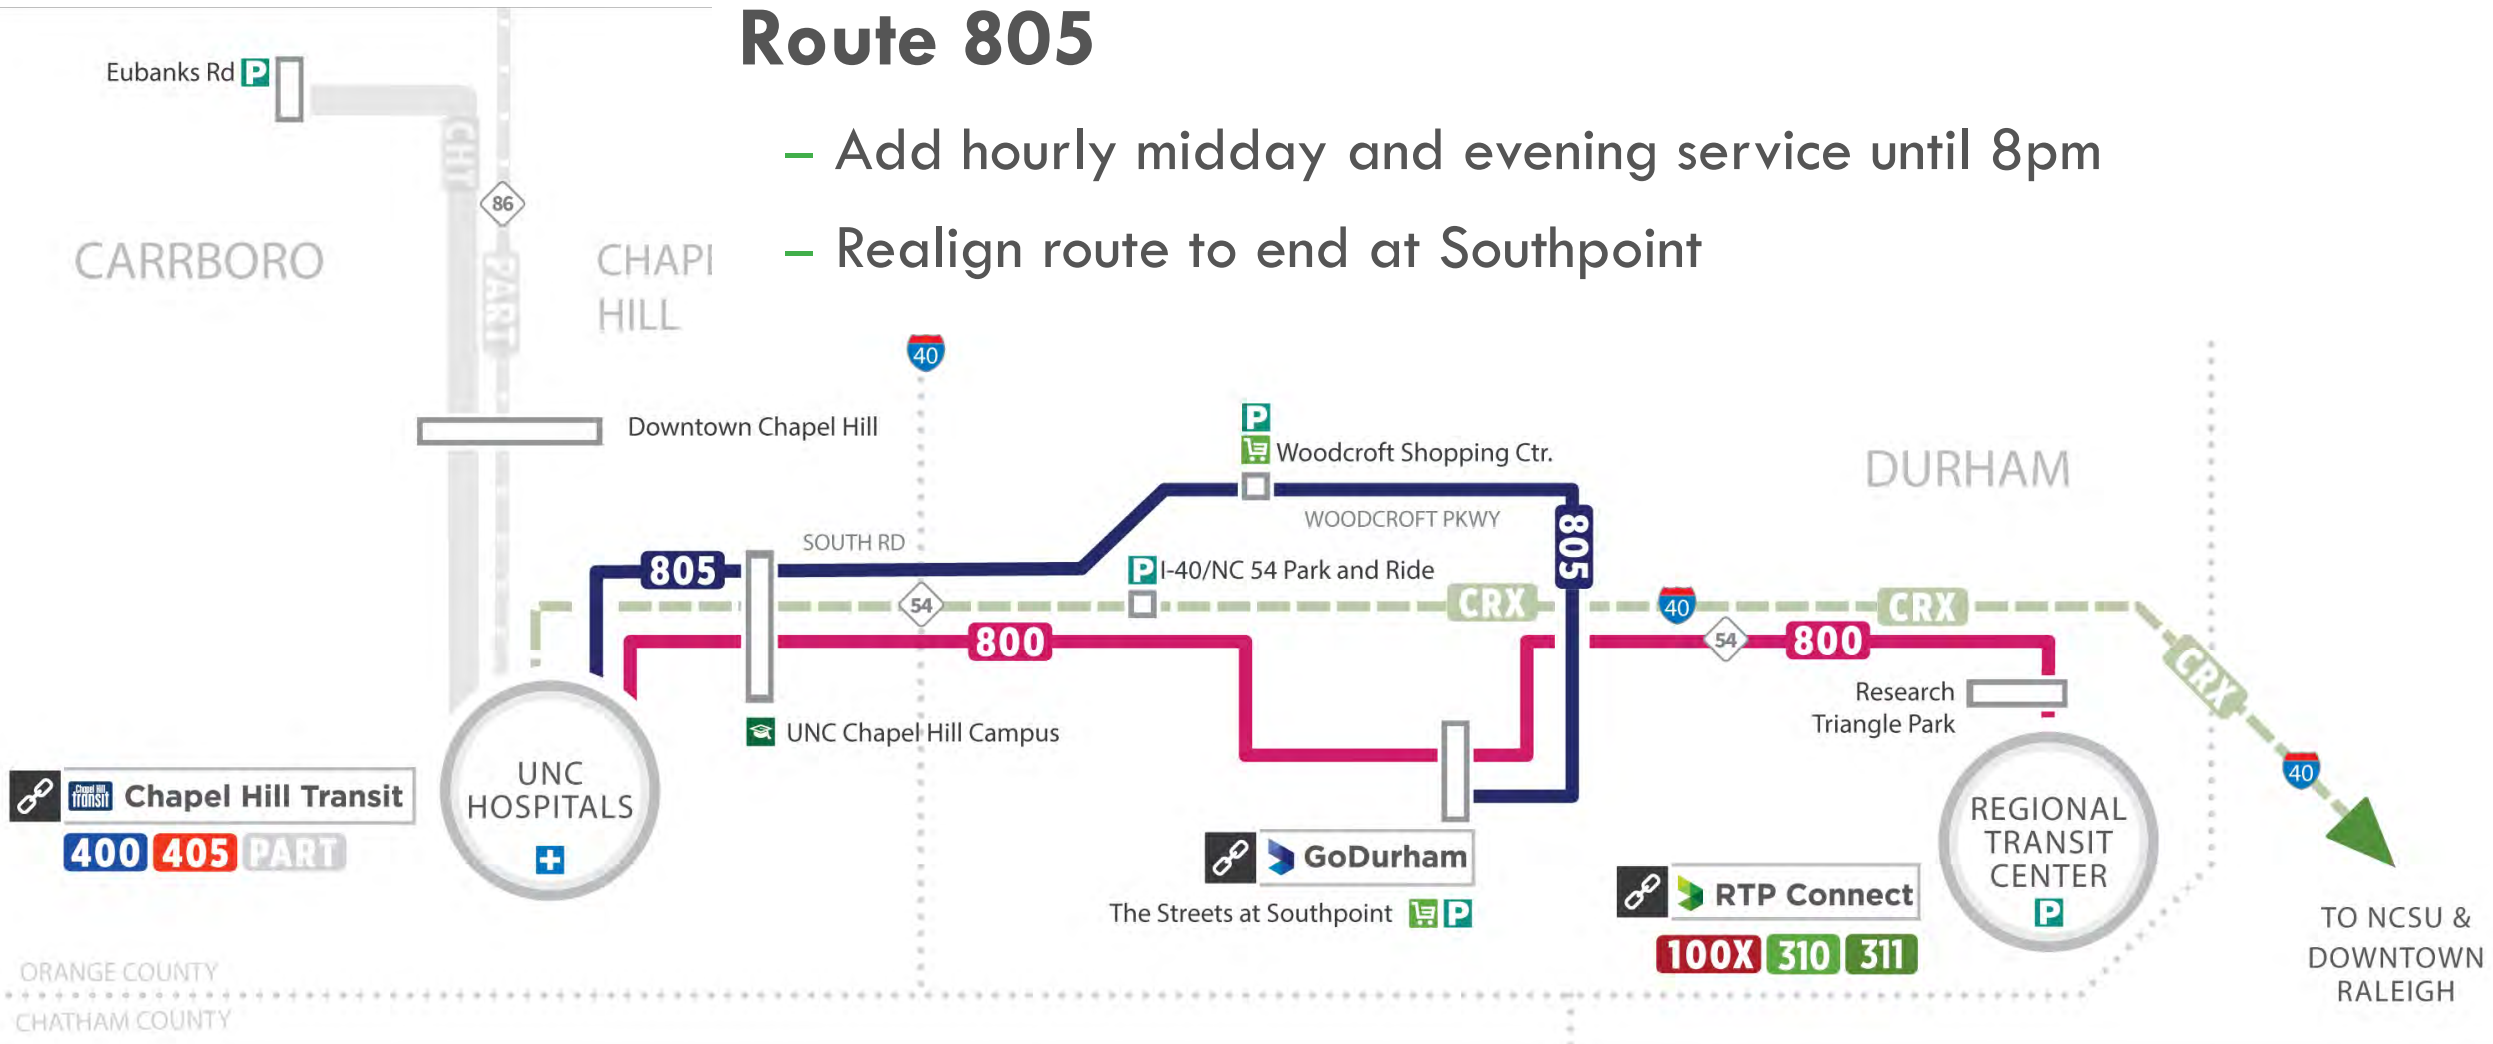 Route 805
– Add hourly midday and evening service until 8pm
– Realign route to end at Southpoint
Eubanks Rd P
CHT
86
PART
CARRBORO
CHAP
HILL
40
Downtown Chapel Hill
P
Woodcroft Shopping Ctr.
WOODCROFT PKWY
DURHAM
805
SOUTH RD
805
P I-40/NC 54 Park and Ride
54
CRX
40
CRX
800
54
800
CRX
Research
Triangle Park
UNC Chapel Hill Campus
40
UNC
HOSPITALS
Chapel Hill Transit
Chapel Hill Transit
400 405 PART
GoDurham
The Streets at Southpoint P
RTP Connect
100X 310 311
REGIONAL
TRANSIT
CENTER
P
TO NCSU &
DOWNTOWN
RALEIGH
ORANGE COUNTY
CHATHAM COUNTY